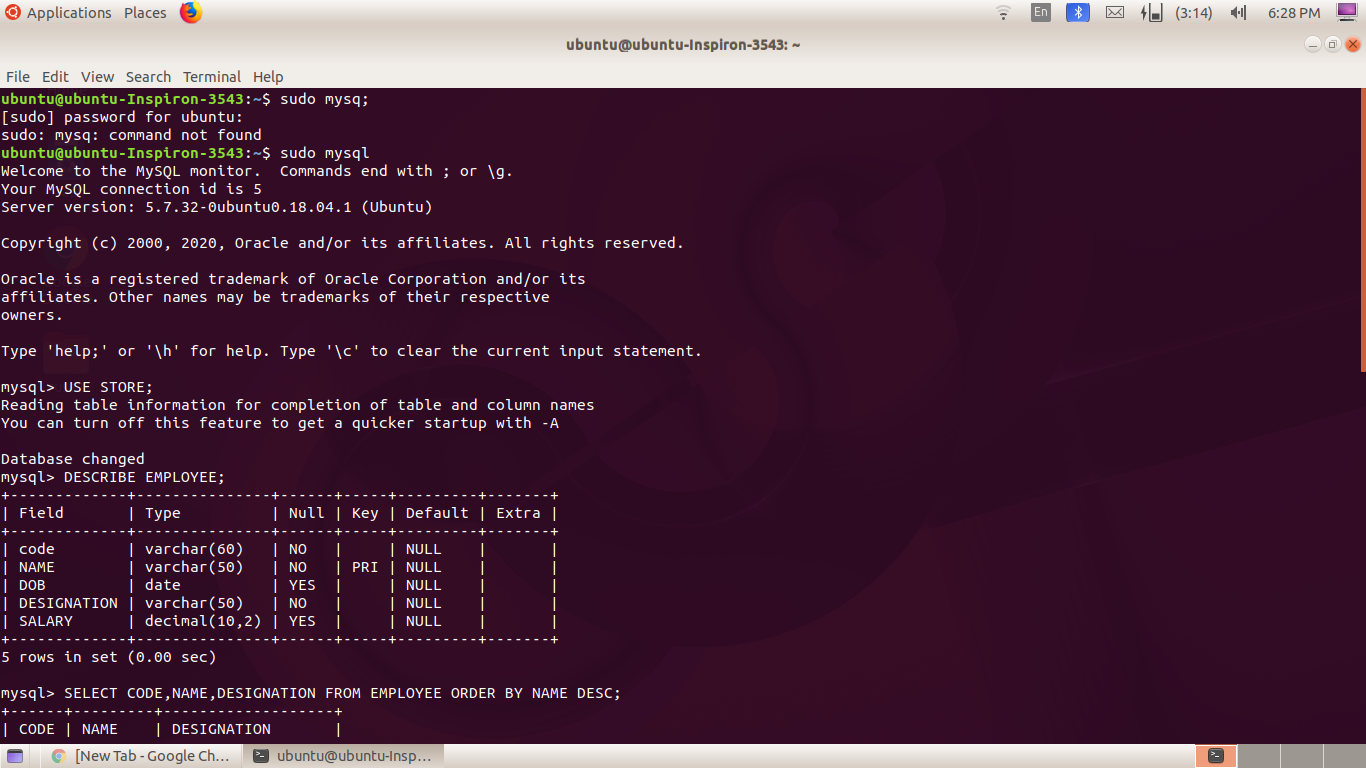 Applications Places En (3:14) 6:28 PM
ubuntu@ubuntu-Inspiron-3543: ~
File Edit View Search Terminal Help
ubuntu@ubuntu-Inspiron-3543:~$ sudo mysq;
[sudo] password for ubuntu:
sudo: mysq: command not found
ubuntu@ubuntu-Inspiron-3543:~$ sudo mysql
Welcome to the MySQL monitor.  Commands end with ; or \g.
Your MySQL connection id is 5
Server version: 5.7.32-0ubuntu0.18.04.1 (Ubuntu)

Copyright (c) 2000, 2020, Oracle and/or its affiliates. All rights reserved.

Oracle is a registered trademark of Oracle Corporation and/or its
affiliates. Other names may be trademarks of their respective
owners.

Type 'help;' or '\h' for help. Type '\c' to clear the current input statement.

mysql> USE STORE;
Reading table information for completion of table and column names
You can turn off this feature to get a quicker startup with -A

Database changed
mysql> DESCRIBE EMPLOYEE;
+-------------+---------------+------+-----+---------+-------+
| Field       | Type          | Null | Key | Default | Extra |
+-------------+---------------+------+-----+---------+-------+
| code        | varchar(60)   | NO   |     | NULL    |       |
| NAME        | varchar(50)   | NO   | PRI | NULL    |       |
| DOB         | date          | YES  |     | NULL    |       |
| DESIGNATION | varchar(50)   | NO   |     | NULL    |       |
| SALARY      | decimal(10,2) | YES  |     | NULL    |       |
+-------------+---------------+------+-----+---------+-------+
5 rows in set (0.00 sec)

mysql> SELECT CODE,NAME,DESIGNATION FROM EMPLOYEE ORDER BY NAME DESC;
+------+---------+-------------------+
| CODE | NAME    | DESIGNATION       |
[New Tab - Google Ch... ubuntu@ubuntu-Insp...